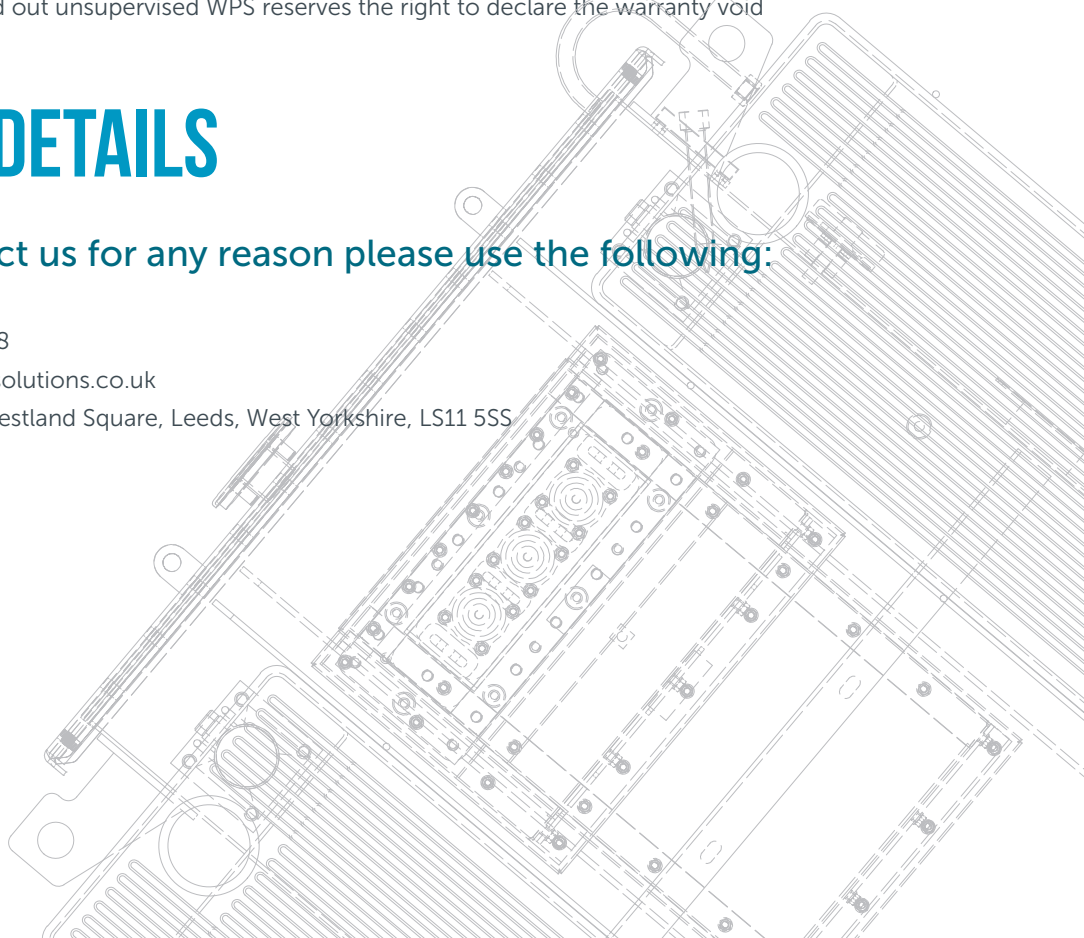 d out unsupervised WPS reserves the right to declare the warranty void
DETAILS
ct us for any reason please use the following:
8
solutions.co.uk
estland Square, Leeds, West Yorkshire, LS11 5SS